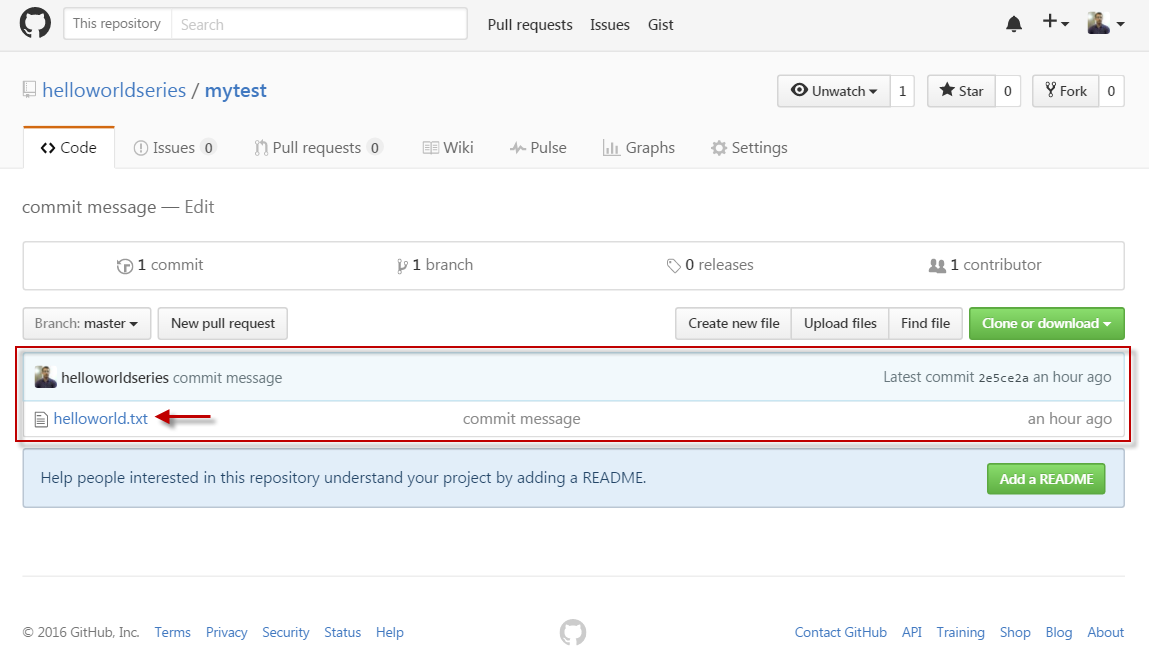 This repository Search Pull requests Issues Gist
helloworldseries / mytest Unwatch 1 Star 0 Fork 0
Code Issues 0 Pull requests 0 Wiki Pulse Graphs Settings
commit message — Edit
1 commit 1 branch 0 releases 1 contributor
Branch: master New pull request Create new file Upload files Find file Clone or download
helloworldseries commit message Latest commit 2e5ce2a an hour ago
helloworld.txt commit message an hour ago
Help people interested in this repository understand your project by adding a README. Add a README
© 2016 GitHub, Inc. Terms Privacy Security Status Help Contact GitHub API Training Shop Blog About